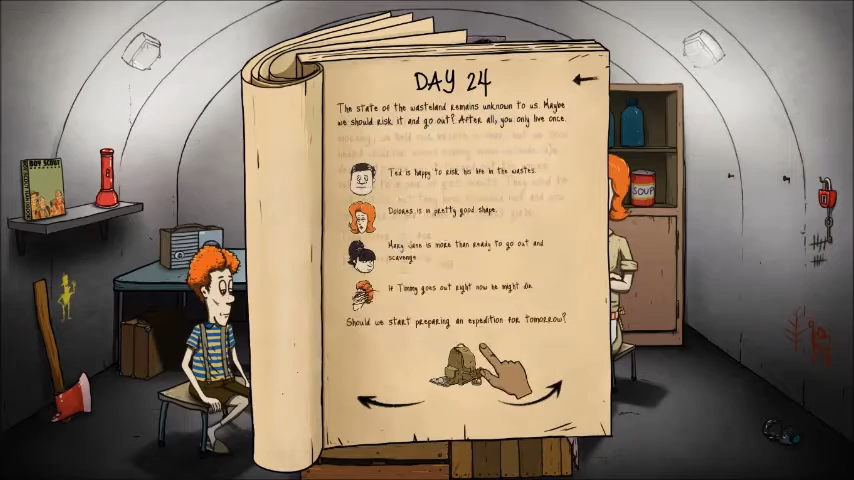 DAY 24
The state of the wasteland remains unknown to us. Maybe
we should risk it and go out? After all, you only live once.
Ted is happy to risk his life in the wastes.
Dolores is in pretty good shape.
Mary Jane is more than ready to go out and
scavenge.
If Timmy goes out right now he might die.
Should we start preparing an expedition for tomorrow?
BOY SCOUT
SOUP